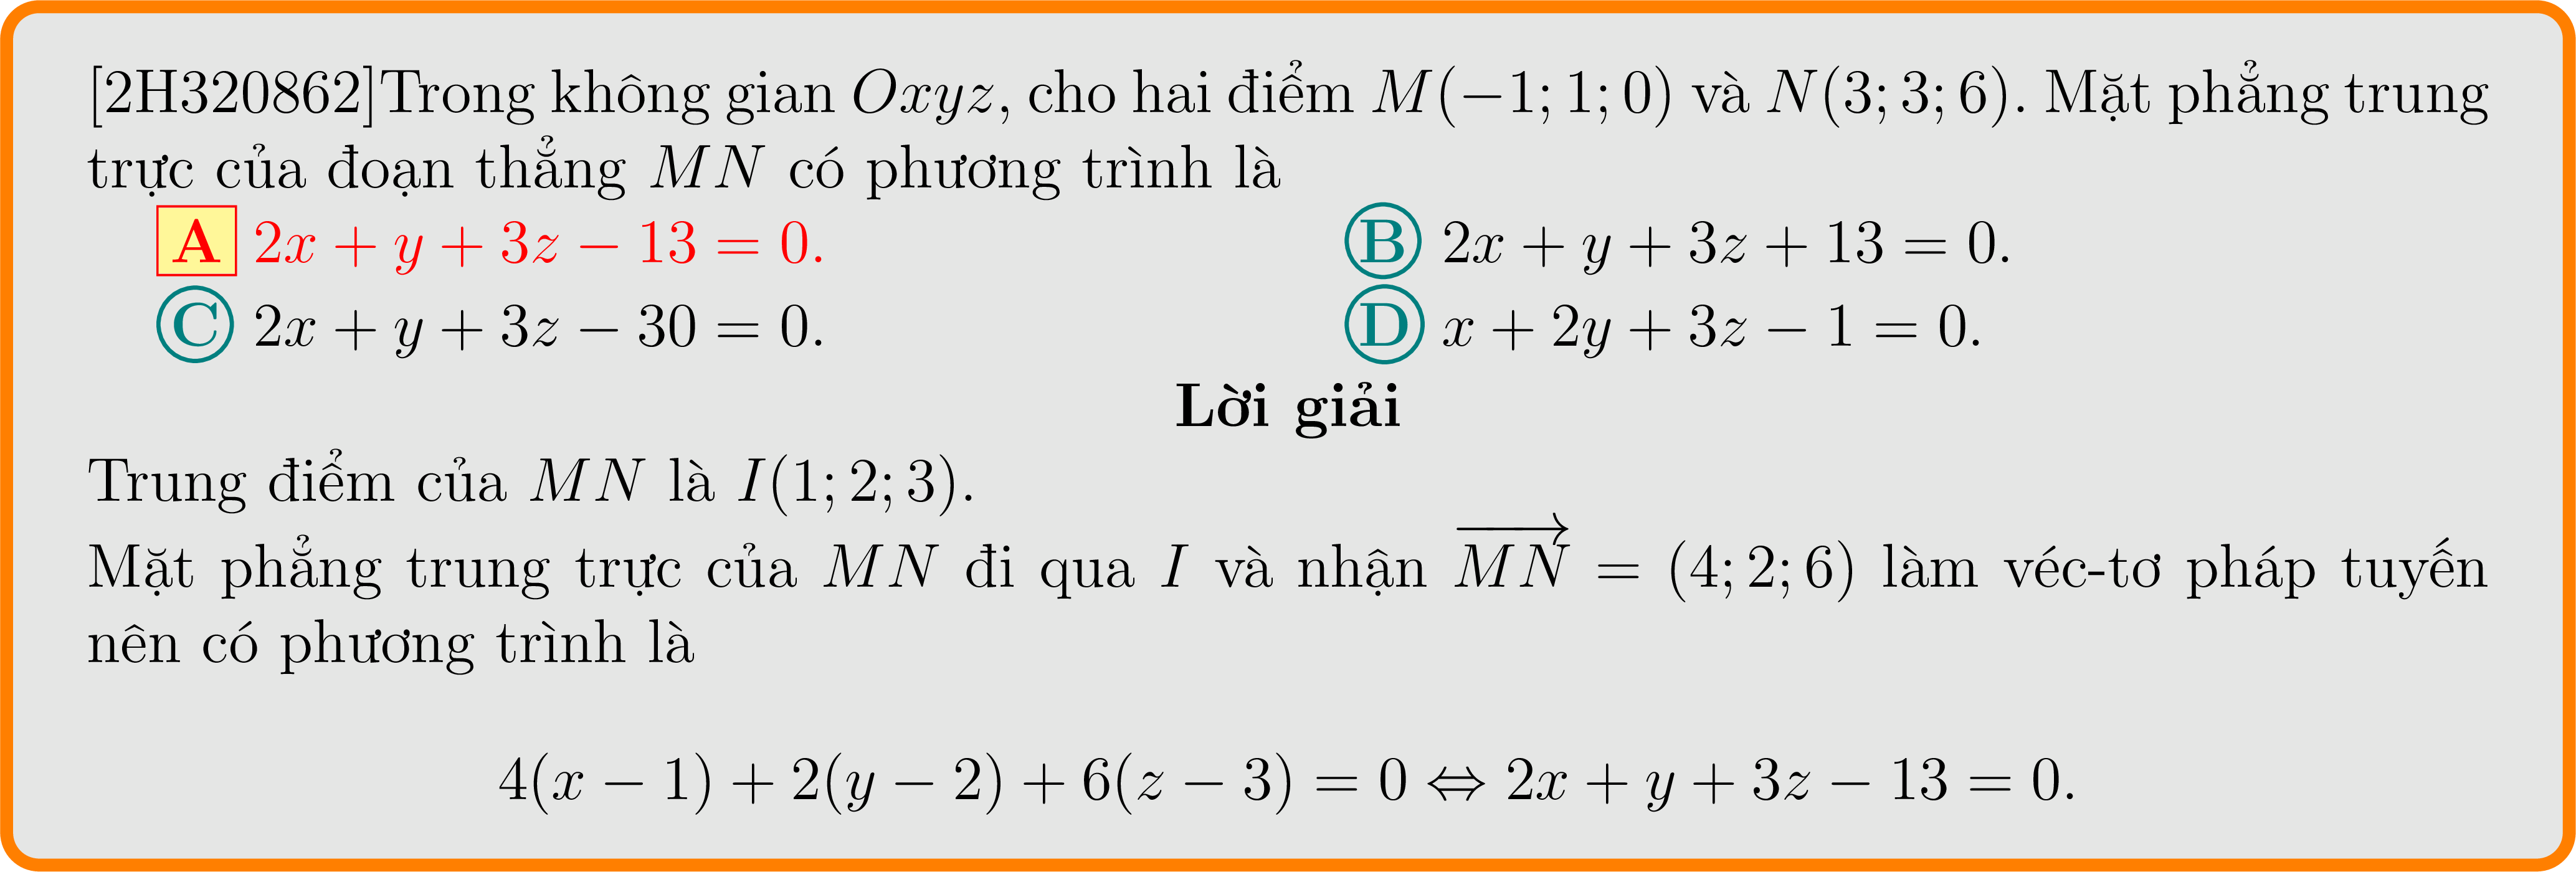 [2H320862]Trong không gian Oxyz, cho hai điểm M(−1; 1; 0) và N(3; 3; 6). Mặt phẳng trung
trực của đoạn thẳng MN có phương trình là
A 2x + y + 3z − 13 = 0. B 2x + y + 3z + 13 = 0.
C 2x + y + 3z − 30 = 0. D x + 2y + 3z − 1 = 0.
Lời giải
Trung điểm của MN là I(1; 2; 3).
Mặt phẳng trung trực của MN đi qua I và nhận \overrightarrow{MN} = (4; 2; 6) làm véc-tơ pháp tuyến
nên có phương trình là
4(x − 1) + 2(y − 2) + 6(z − 3) = 0 ⇔ 2x + y + 3z − 13 = 0.